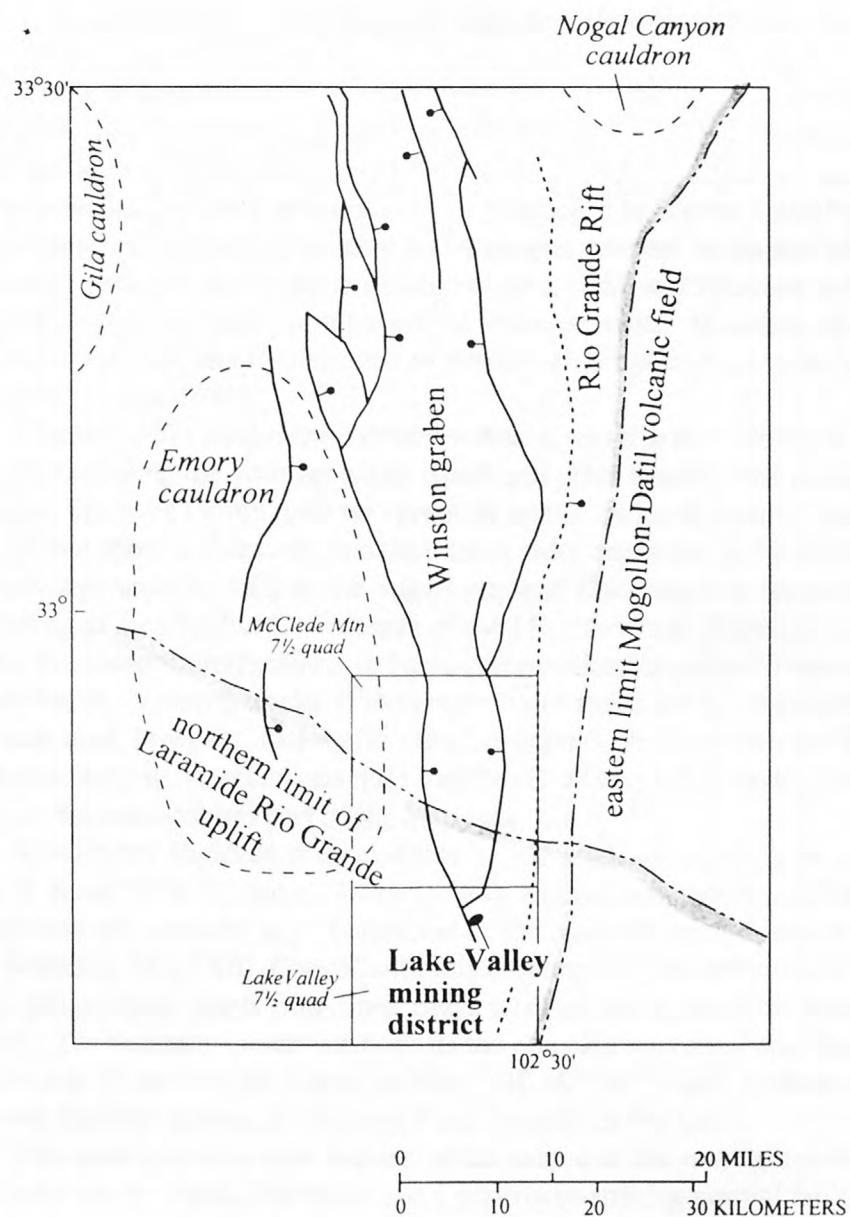 Nogal Canyon
cauldron
33°30'
Gila cauldron
Rio Grande Rift
eastern limit Mogollon-Datil volcanic field
Winston graben
Emory
cauldron
33°
McClede Mtn
7½ quad
northern limit of
Laramide Rio Grande
uplift
Lake Valley
mining
district
Lake Valley
7½ quad
102°30'
0 10 20 MILES
0 10 20 30 KILOMETERS